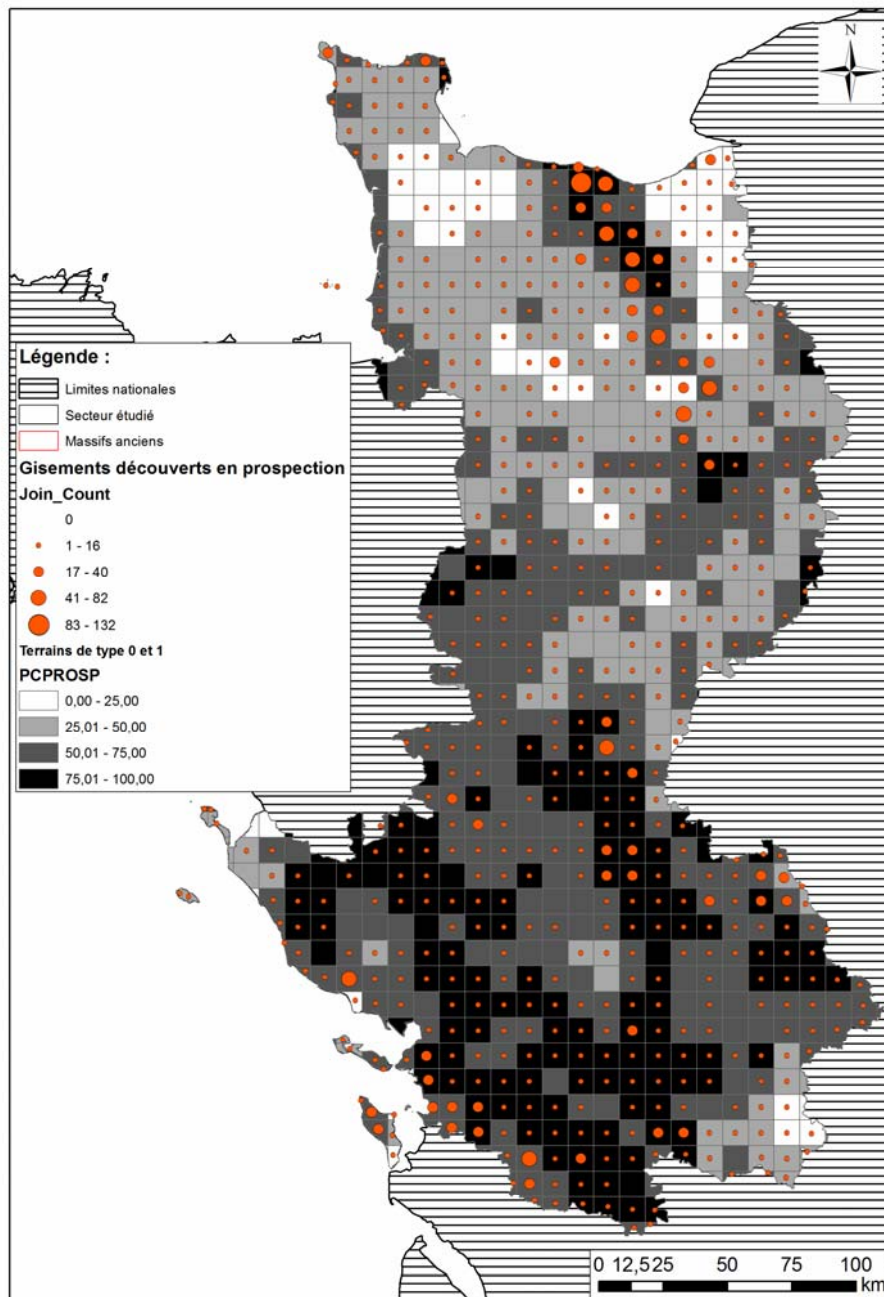 N
Légende :
Limites nationales
Secteur étudié
Massifs anciens
Gisements découverts en prospection
Join_Count
0
1 - 16
17 - 40
41 - 82
83 - 132
Terrains de type 0 et 1
PCPROSP
0,00 - 25,00
25,01 - 50,00
50,01 - 75,00
75,01 - 100,00
0 12,5 25 50 75 100
km